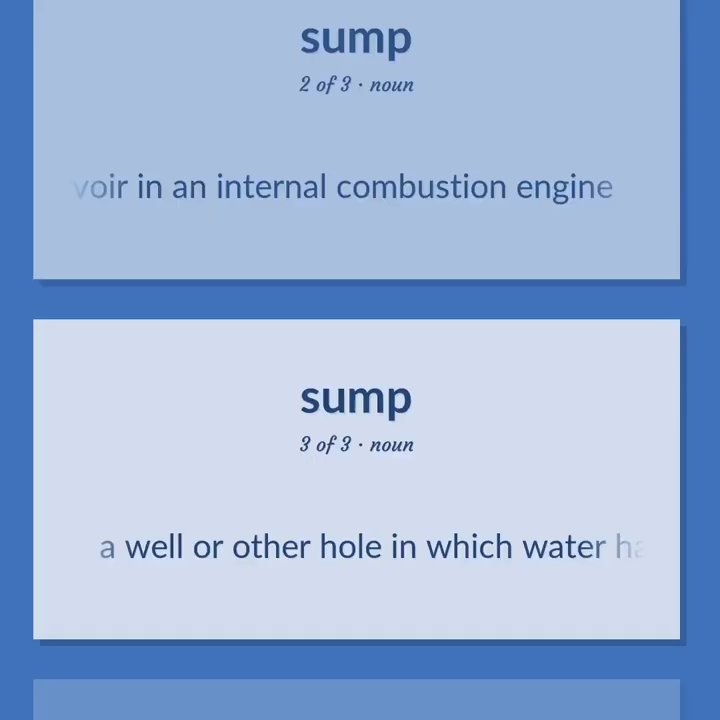 sump
2 of 3 · noun
voir in an internal combustion engine
sump
3 of 3 · noun
a well or other hole in which water ha